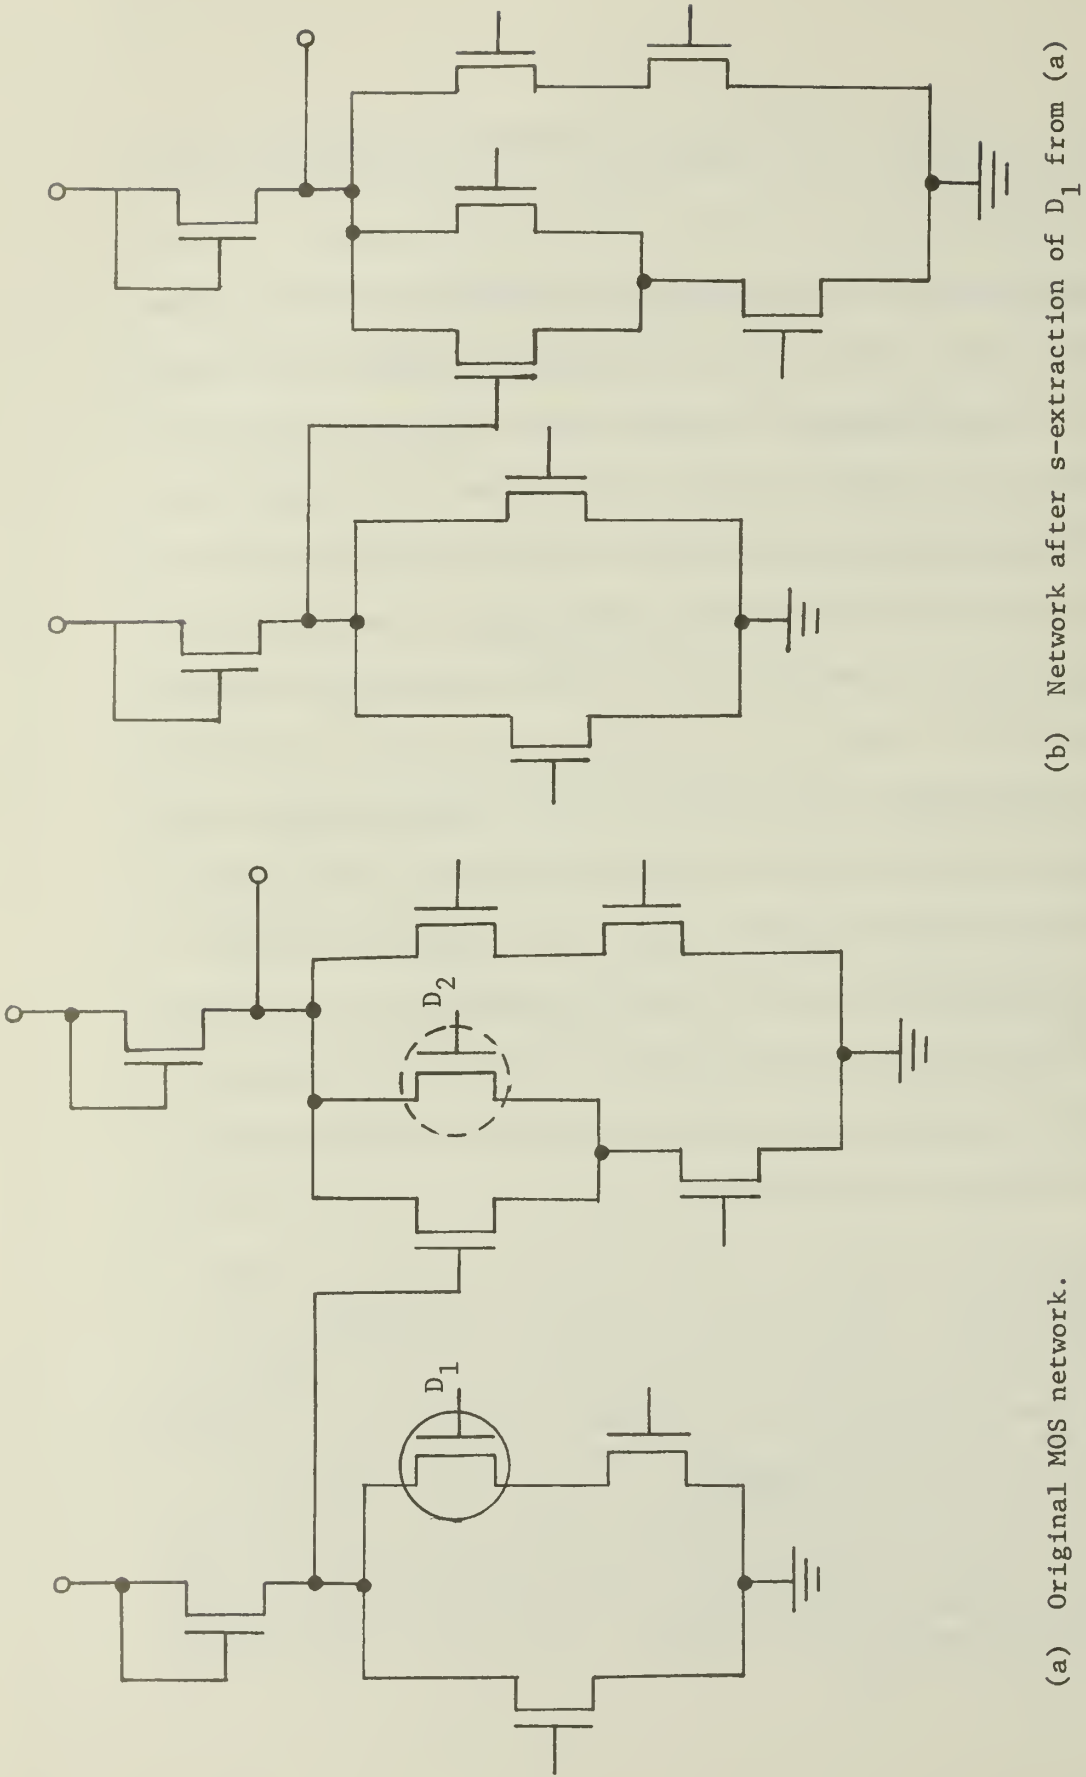 D1
D2
(a) Original MOS network.
(b) Network after s-extraction of D1 from (a)